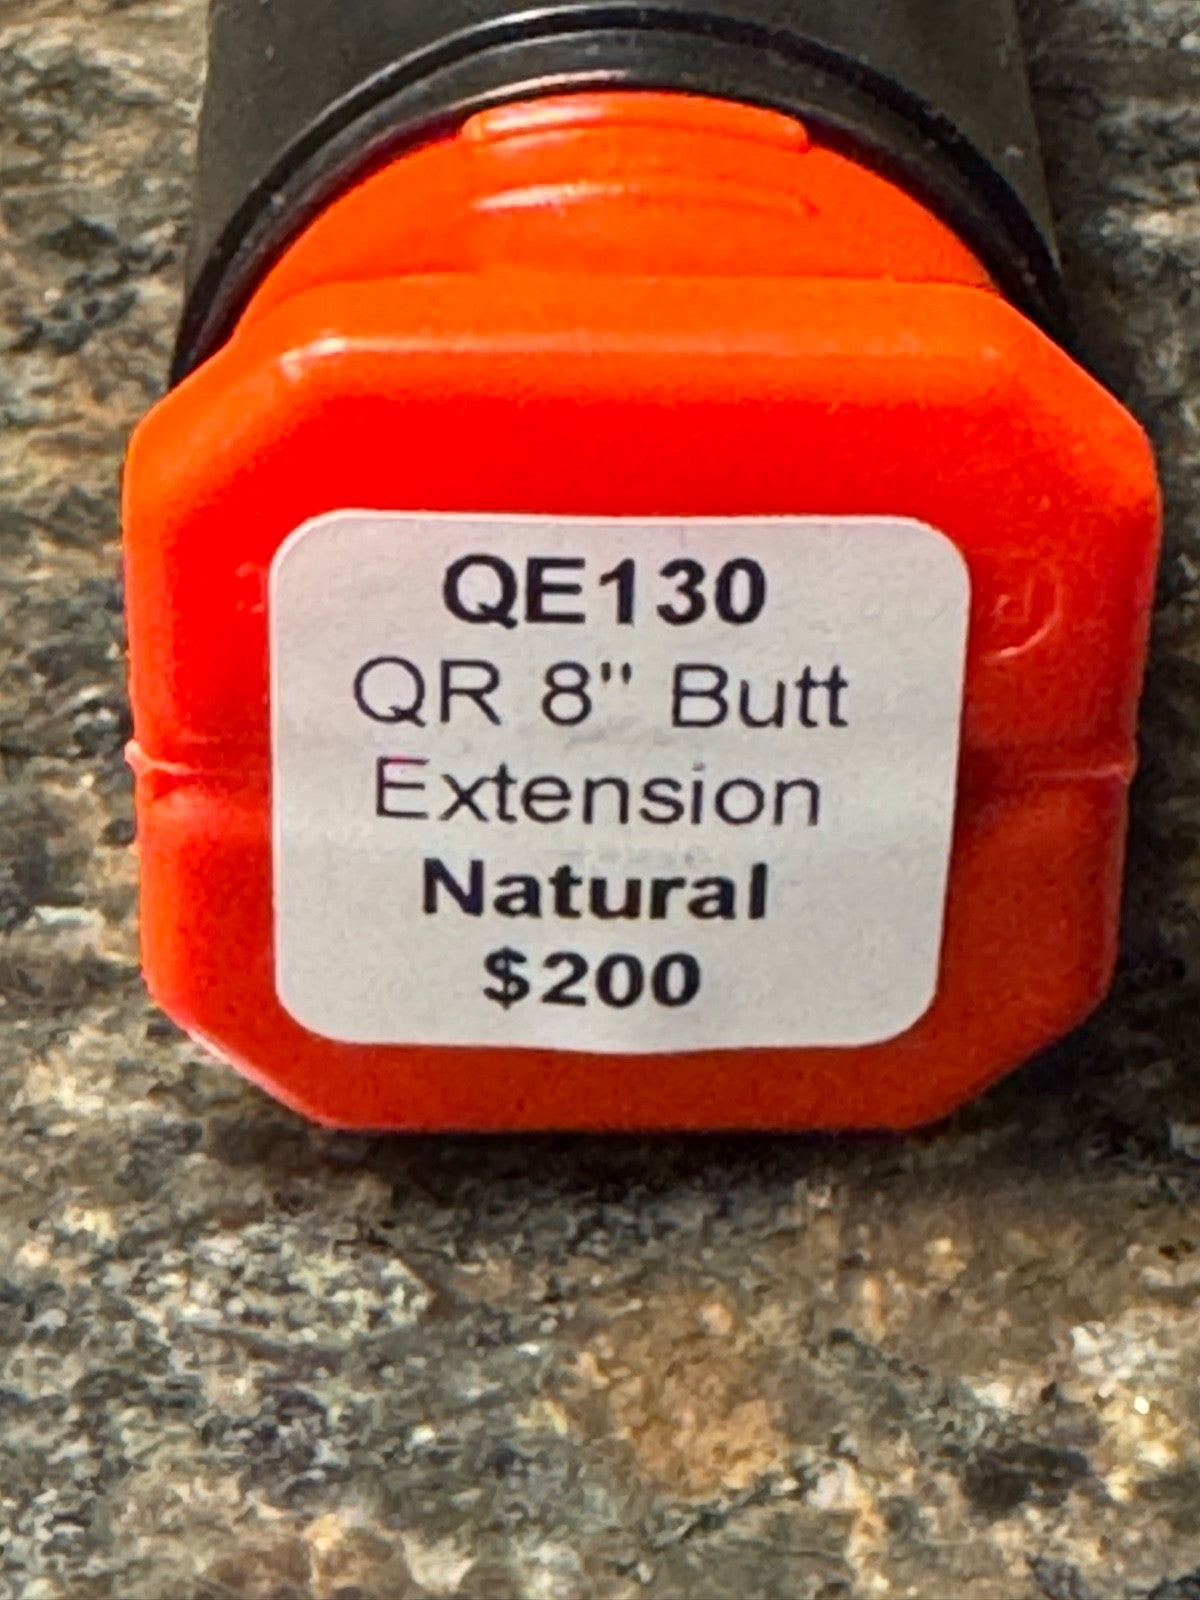 QE130
QR 8" Butt
Extension
Natural
$200